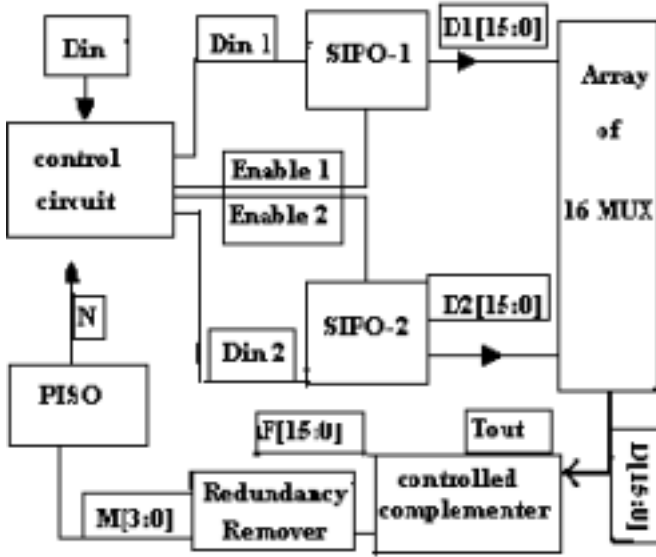 Din
Din 1
SIPO-1
D1[15:0]
Array
of
16 MUX
control
circuit
Enable 1
Enable 2
SIPO-2
D2[15:0]
Din 2
N
PISO
F[15:0]
Tout
D[15:0]
controlled
complementer
Redundancy
Remover
M[3:0]